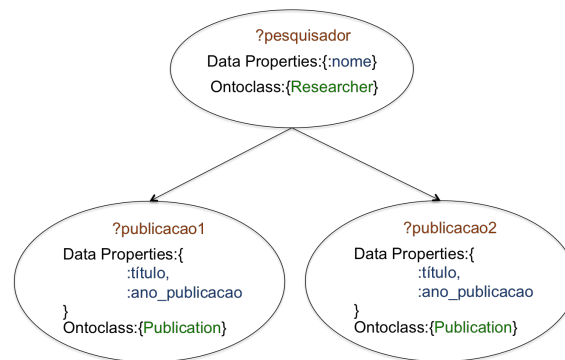 ?pesquisador
Data Properties:{:nome}
Ontoclass:{Researcher}
?publicacao1
Data Properties:{
:título,
:ano_publicacao
}
Ontoclass:{Publication}
?publicacao2
Data Properties:{
:título,
:ano_publicacao
}
Ontoclass:{Publication}